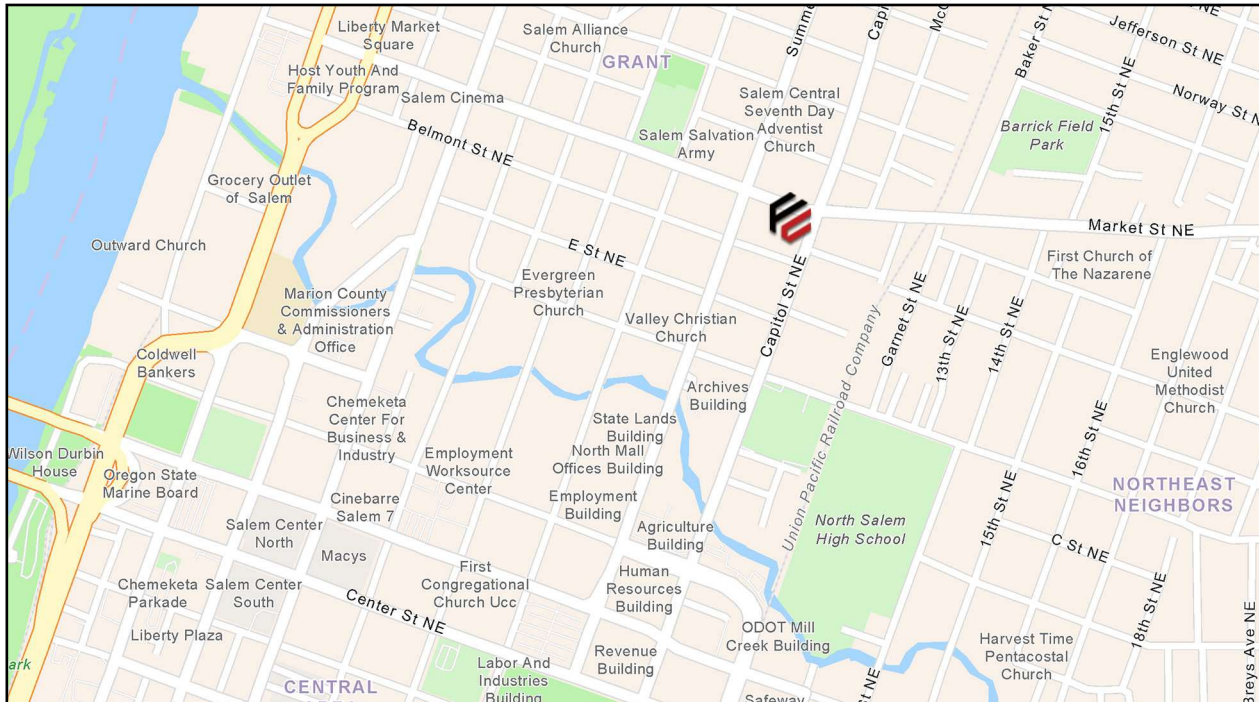 Liberty Market
Square
Salem Alliance
Church
GRANT
Summe
Capi
McC
Baker St N
Jefferson St NE
NE
Host Youth And
Family Program
Salem Cinema
Salem Central
Seventh Day
Adventist
Church
15th St NE
Norway St N
Belmont St NE
Salem Salvation
Army
Barrick Field
Park
Grocery Outlet
of Salem
Market St NE
Outward Church
E St NE
First Church of
The Nazarene
Evergreen
Presbyterian
Church
Marion County
Commissioners
& Administration
Office
Valley Christian
Church
Capitol St NE
Garnet St NE
13th St NE
14th St NE
Union Pacific Railroad Company
Coldwell
Bankers
Archives
Building
Englewood
United
Methodist
Church
Chemeketa
Center For
Business &
Industry
State Lands
Building
North Mall
Offices Building
16th St NE
Wilson Durbin
House
Oregon State
Marine Board
Employment
Worksource
Center
NORTHEAST
NEIGHBORS
Cinebarre
Salem 7
Employment
Building
15th St NE
Salem Center
North
Macys
Agriculture
Building
North Salem
High School
C St NE
Chemeketa
Parkade
Salem Center
South
First
Congregational
Church Ucc
Human
Resources
Building
Center St NE
18th St NE
Breys Ave NE
Liberty Plaza
ODOT Mill
Creek Building
Harvest Time
Pentacostal
Church
ark
Revenue
Building
Labor And
Industries
Building
CENTRAL
Safeway
St NE